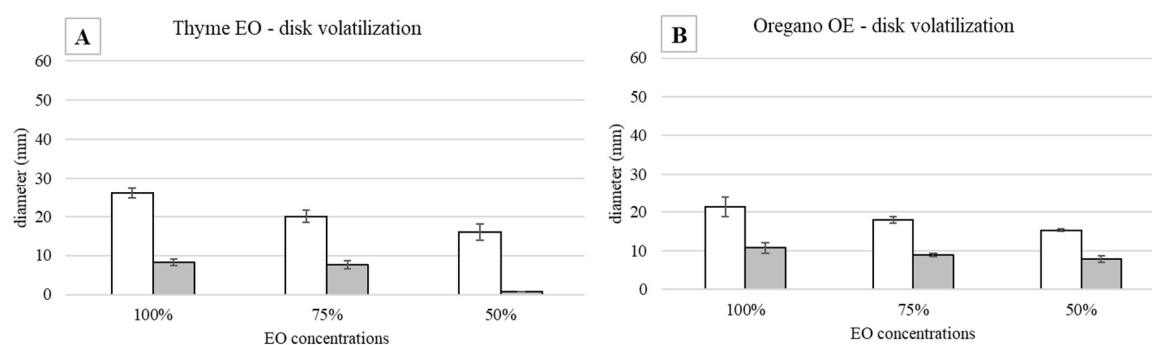 A
Thyme EO - disk volatilization
60
50
40
30
20
10
0
diameter (mm)
100%
75%
50%
EO concentrations
B
Oregano OE - disk volatilization
60
50
40
30
20
10
0
diameter (mm)
100%
75%
50%
EO concentrations